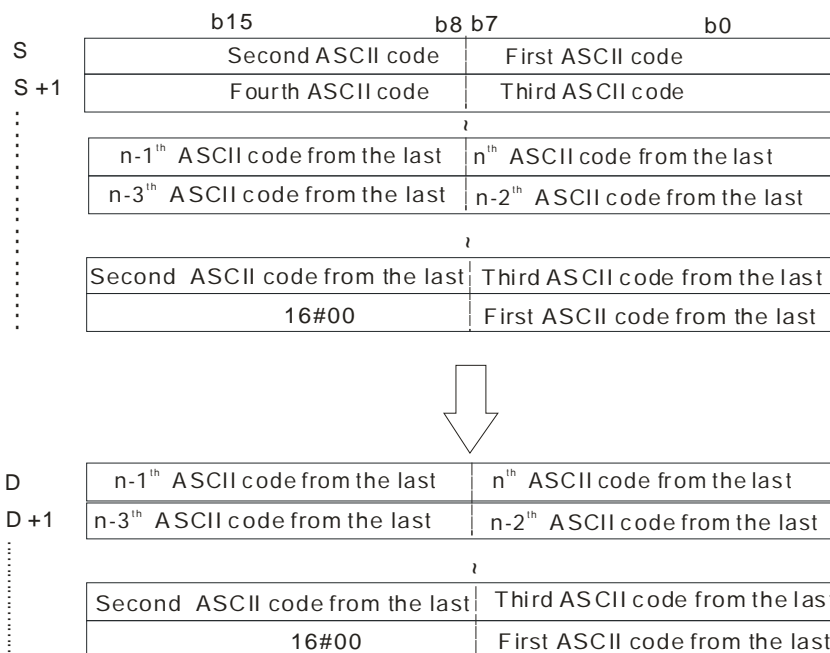 b15 b8 b7 b0
S Second ASCII code First ASCII code
S +1 Fourth ASCII code Third ASCII code
n-1th ASCII code from the last nth ASCII code from the last
n-3th ASCII code from the last n-2th ASCII code from the last
Second ASCII code from the last Third ASCII code from the last
16#00 First ASCII code from the last
D n-1th ASCII code from the last nth ASCII code from the last
D +1 n-3th ASCII code from the last n-2th ASCII code from the last
Second ASCII code from the last Third ASCII code from the last
16#00 First ASCII code from the last